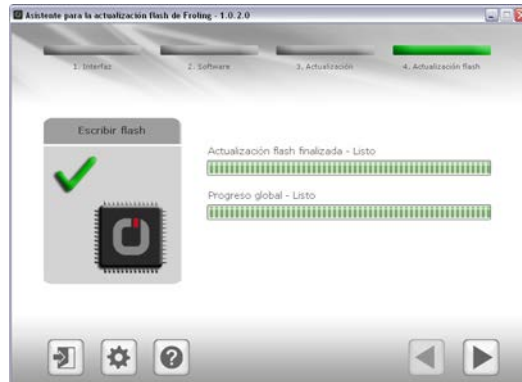 Asistente para la actualización flash de Froling - 1.0.2.0
1. Interfaz
2. Software
3. Actualización
4. Actualización flash
Escribir flash
Actualización flash finalizada - Listo
Progreso global - Listo